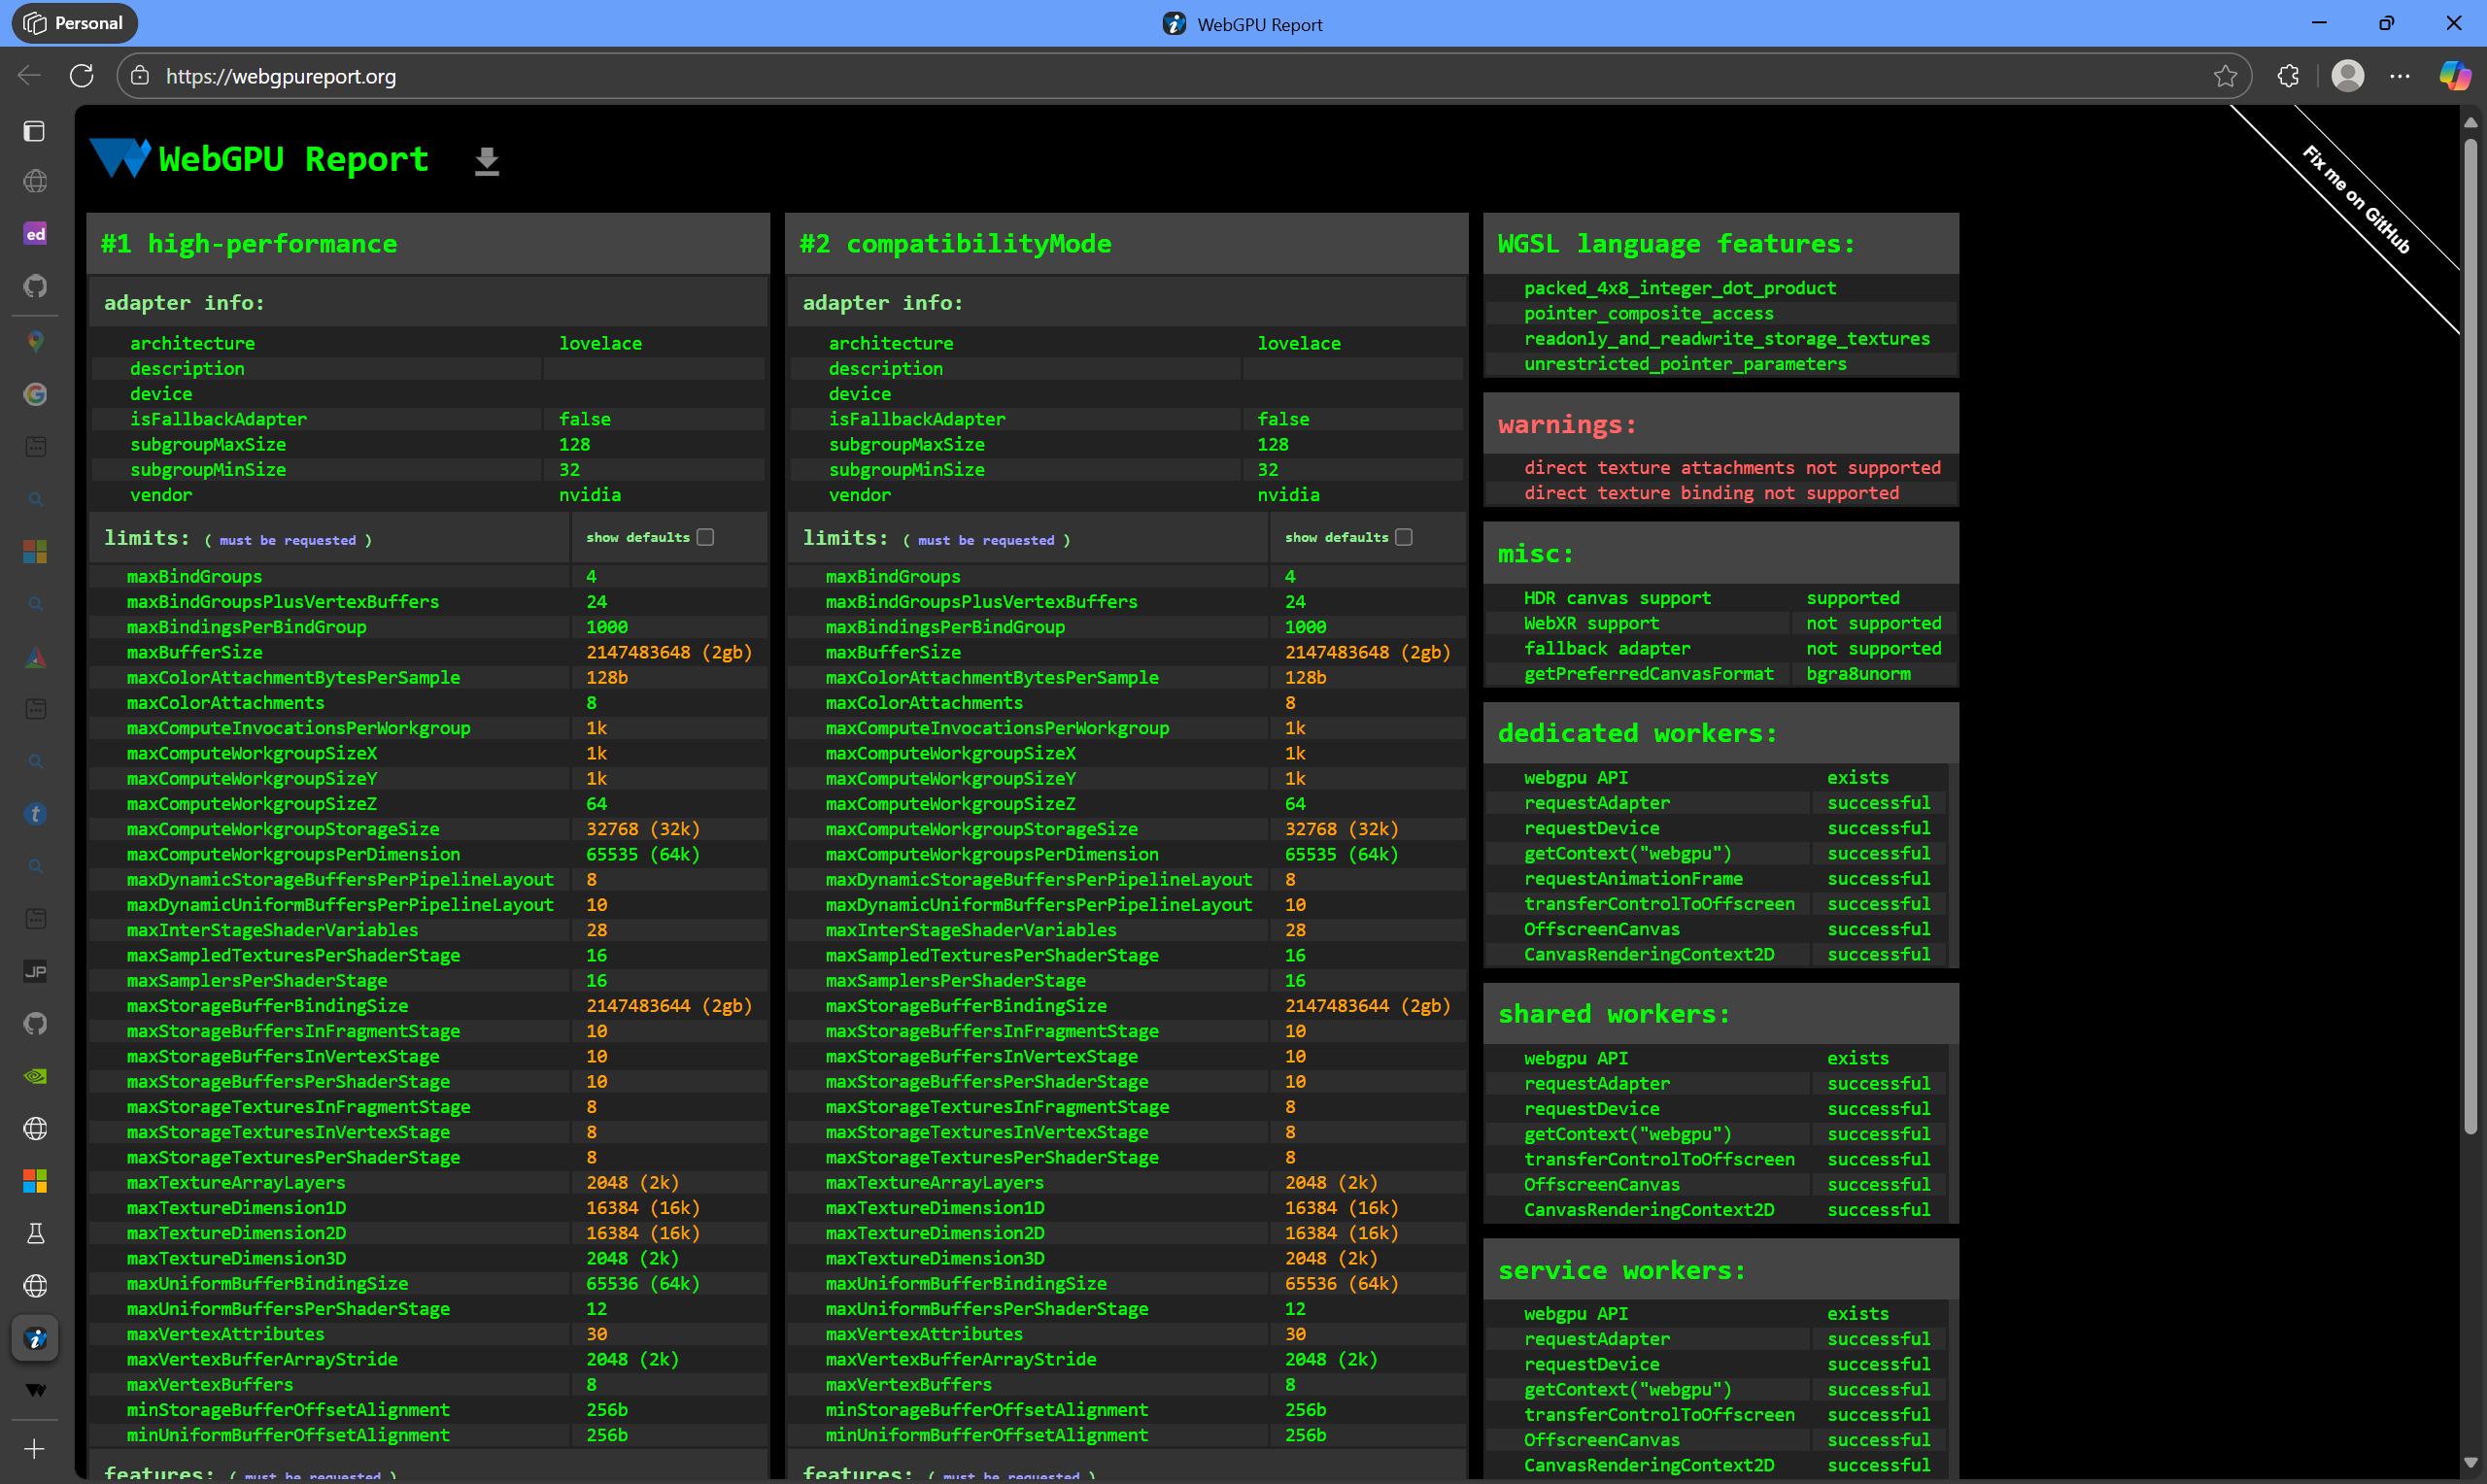 Personal
WebGPU Report
https://webgpureport.org
ed
WebGPU Report
Fix me on GitHub
#1 high-performance
adapter info:
architecture lovelace
description
device
isFallbackAdapter false
subgroupMaxSize 128
subgroupMinSize 32
vendor nvidia
limits: ( must be requested ) show defaults
maxBindGroups 4
maxBindGroupsPlusVertexBuffers 24
maxBindingsPerBindGroup 1000
maxBufferSize 2147483648 (2gb)
maxColorAttachmentBytesPerSample 128b
maxColorAttachments 8
maxComputeInvocationsPerWorkgroup 1k
maxComputeWorkgroupSizeX 1k
maxComputeWorkgroupSizeY 1k
maxComputeWorkgroupSizeZ 64
maxComputeWorkgroupStorageSize 32768 (32k)
maxComputeWorkgroupsPerDimension 65535 (64k)
maxDynamicStorageBuffersPerPipelineLayout 8
maxDynamicUniformBuffersPerPipelineLayout 10
maxInterStageShaderVariables 28
maxSampledTexturesPerShaderStage 16
maxSamplersPerShaderStage 16
maxStorageBufferBindingSize 2147483644 (2gb)
maxStorageBuffersInFragmentStage 10
maxStorageBuffersInVertexStage 10
maxStorageBuffersPerShaderStage 10
maxStorageTexturesInFragmentStage 8
maxStorageTexturesInVertexStage 8
maxStorageTexturesPerShaderStage 8
maxTextureArrayLayers 2048 (2k)
maxTextureDimension1D 16384 (16k)
maxTextureDimension2D 16384 (16k)
maxTextureDimension3D 2048 (2k)
maxUniformBufferBindingSize 65536 (64k)
maxUniformBuffersPerShaderStage 12
maxVertexAttributes 30
maxVertexBufferArrayStride 2048 (2k)
maxVertexBuffers 8
minStorageBufferOffsetAlignment 256b
minUniformBufferOffsetAlignment 256b
features: ( must be requested )
#2 compatibilityMode
adapter info:
architecture lovelace
description
device
isFallbackAdapter false
subgroupMaxSize 128
subgroupMinSize 32
vendor nvidia
limits: ( must be requested ) show defaults
maxBindGroups 4
maxBindGroupsPlusVertexBuffers 24
maxBindingsPerBindGroup 1000
maxBufferSize 2147483648 (2gb)
maxColorAttachmentBytesPerSample 128b
maxColorAttachments 8
maxComputeInvocationsPerWorkgroup 1k
maxComputeWorkgroupSizeX 1k
maxComputeWorkgroupSizeY 1k
maxComputeWorkgroupSizeZ 64
maxComputeWorkgroupStorageSize 32768 (32k)
maxComputeWorkgroupsPerDimension 65535 (64k)
maxDynamicStorageBuffersPerPipelineLayout 8
maxDynamicUniformBuffersPerPipelineLayout 10
maxInterStageShaderVariables 28
maxSampledTexturesPerShaderStage 16
maxSamplersPerShaderStage 16
maxStorageBufferBindingSize 2147483644 (2gb)
maxStorageBuffersInFragmentStage 10
maxStorageBuffersInVertexStage 10
maxStorageBuffersPerShaderStage 10
maxStorageTexturesInFragmentStage 8
maxStorageTexturesInVertexStage 8
maxStorageTexturesPerShaderStage 8
maxTextureArrayLayers 2048 (2k)
maxTextureDimension1D 16384 (16k)
maxTextureDimension2D 16384 (16k)
maxTextureDimension3D 2048 (2k)
maxUniformBufferBindingSize 65536 (64k)
maxUniformBuffersPerShaderStage 12
maxVertexAttributes 30
maxVertexBufferArrayStride 2048 (2k)
maxVertexBuffers 8
minStorageBufferOffsetAlignment 256b
minUniformBufferOffsetAlignment 256b
features: ( must be requested )
WGSL language features:
packed_4x8_integer_dot_product
pointer_composite_access
readonly_and_readwrite_storage_textures
unrestricted_pointer_parameters
warnings:
direct texture attachments not supported
direct texture binding not supported
misc:
HDR canvas support supported
WebXR support not supported
fallback adapter not supported
getPreferredCanvasFormat bgra8unorm
dedicated workers:
webgpu API exists
requestAdapter successful
requestDevice successful
getContext("webgpu") successful
requestAnimationFrame successful
transferControlToOffscreen successful
OffscreenCanvas successful
CanvasRenderingContext2D successful
shared workers:
webgpu API exists
requestAdapter successful
requestDevice successful
getContext("webgpu") successful
transferControlToOffscreen successful
OffscreenCanvas successful
CanvasRenderingContext2D successful
service workers:
webgpu API exists
requestAdapter successful
requestDevice successful
getContext("webgpu") successful
transferControlToOffscreen successful
OffscreenCanvas successful
CanvasRenderingContext2D successful
t
JP